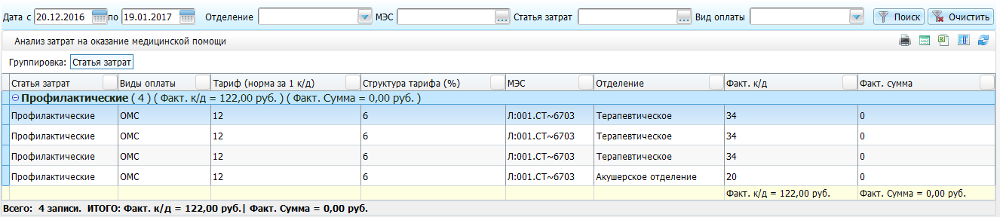 Дата с 20.12.2016 по 19.01.2017 Отделение МЭС ... Статья затрат ... Вид оплаты Поиск Очистить
Анализ затрат на оказание медицинской помощи
Группировка: Статья затрат
Статья затрат Виды оплаты Тариф (норма за 1 к/д) Структура тарифа (%) МЭС Отделение Факт. к/д Факт. сумма
Профилактические ( 4 ) ( Факт. к/д = 122,00 руб. ) ( Факт. Сумма = 0,00 руб. )
Профилактические ОМС 12 6 Л:001.СТ~6703 Терапевтическое 34 0
Профилактические ОМС 12 6 Л:001.СТ~6703 Терапевтическое 34 0
Профилактические ОМС 12 6 Л:001.СТ~6703 Терапевтическое 34 0
Профилактические ОМС 12 6 Л:001.СТ~6703 Акушерское отделение 20 0
Факт. к/д = 122,00 руб. Факт. Сумма = 0,00 руб.
Всего: 4 записи. ИТОГО: Факт. к/д = 122,00 руб.| Факт. Сумма = 0,00 руб.